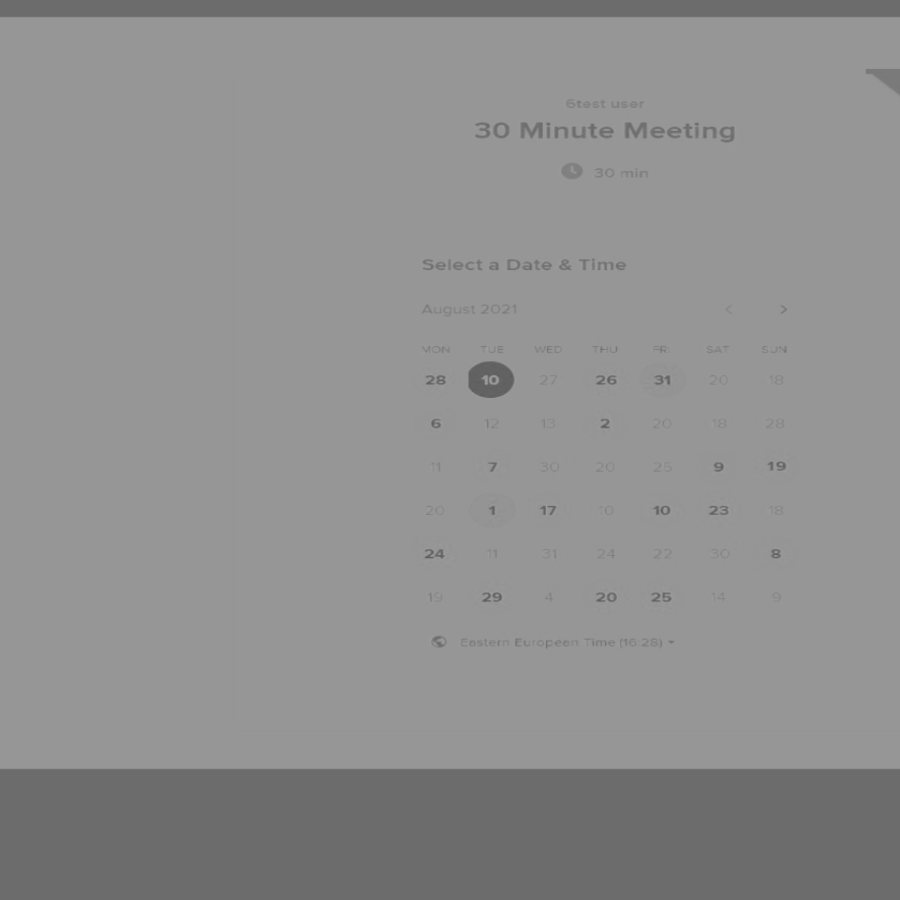 6test user
30 Minute Meeting
30 min
Select a Date & Time
August 2021
MON TUE WED THU FRI SAT SUN
28 10 27 26 31 20 18
6 12 13 2 20 18 28
11 7 30 20 25 9 19
20 1 17 10 10 23 18
24 11 31 24 22 30 8
19 29 4 20 25 14 9
Eastern European Time (16:28)